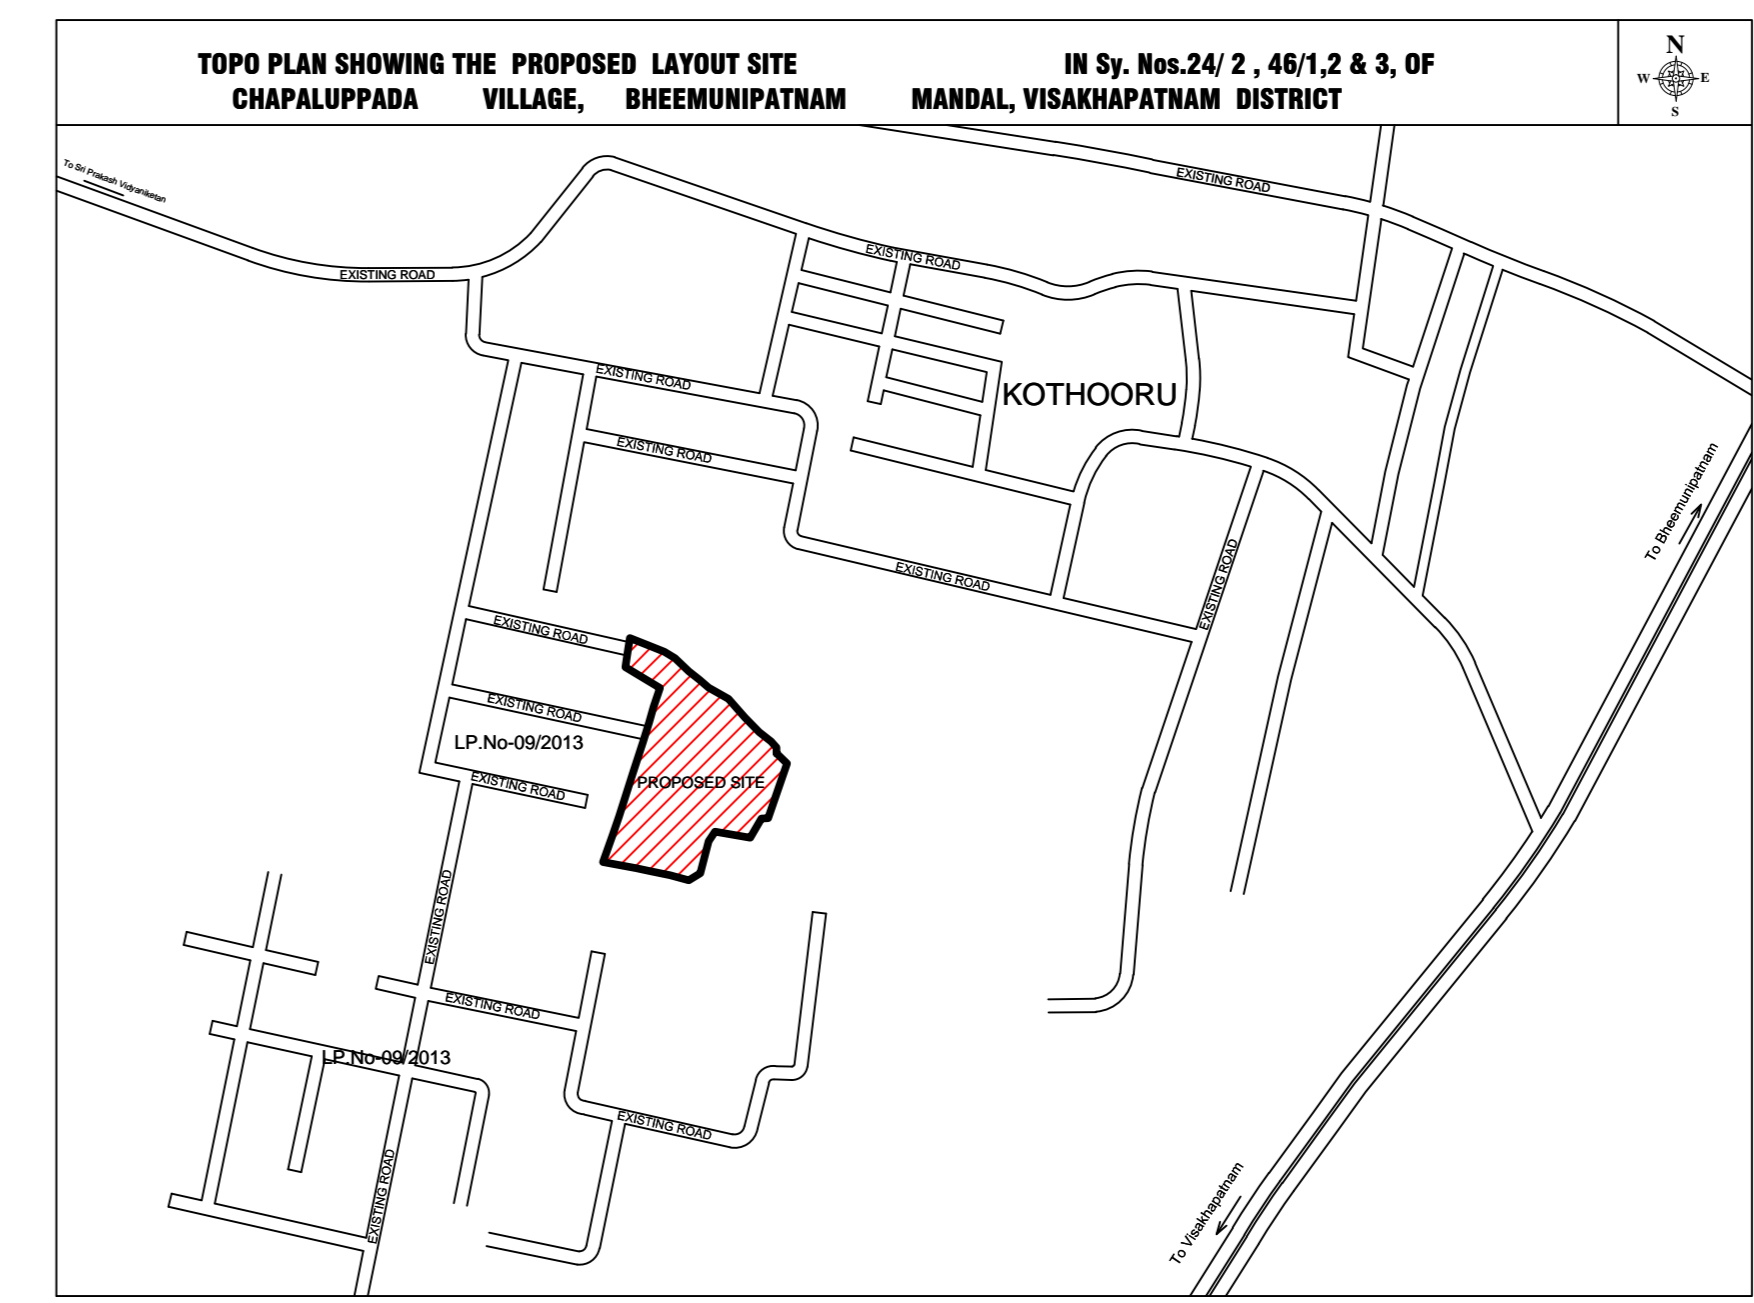 TOPO PLAN SHOWING THE PROPOSED LAYOUT SITE IN Sy. Nos.24/ 2 , 46/1,2 & 3, OF
CHAPALUPPADA VILLAGE, BHEEMUNIPATNAM MANDAL, VISAKHAPATNAM DISTRICT
N
W E
S
To Sri Prakash Vidyaniketan
EXISTING ROAD
EXISTING ROAD
EXISTING ROAD
EXISTING ROAD
KOTHOORU
EXISTING ROAD
To Bheemunipatnam
EXISTING ROAD
EXISTING ROAD
EXISTING ROAD
EXISTING ROAD
LP.No-09/2013
PROPOSED SITE
EXISTING ROAD
EXISTING ROAD
EXISTING ROAD
LP.No-09/2013
EXISTING ROAD
EXISTING ROAD
To Visakhapatnam